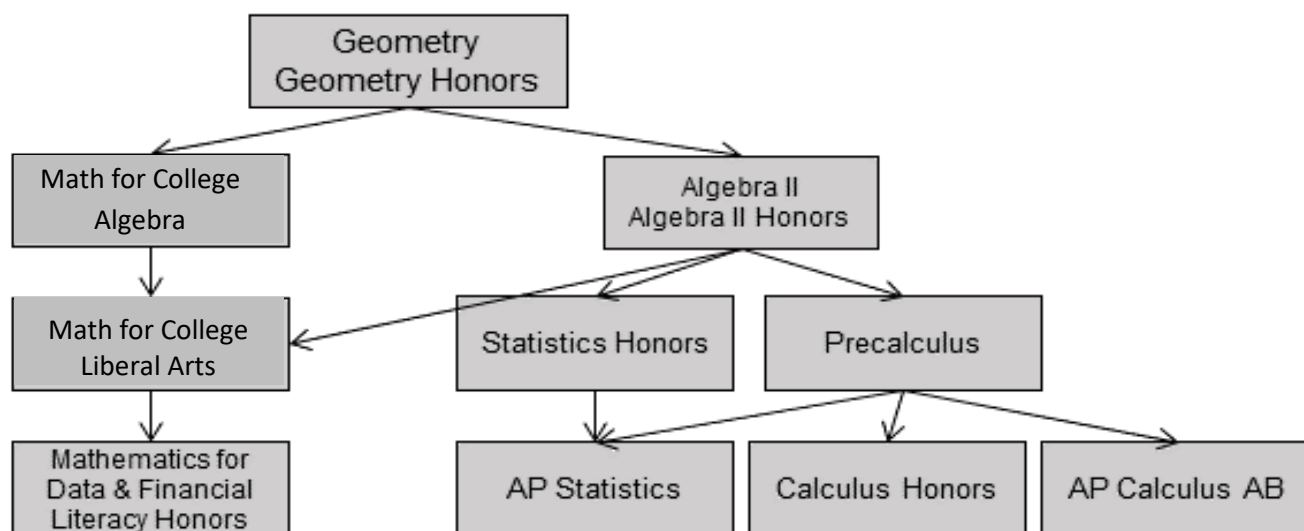 Geometry
Geometry Honors
Math for College
Algebra
Algebra II
Algebra II Honors
Math for College
Liberal Arts
Statistics Honors
Precalculus
Mathematics for
Data & Financial
Literacy Honors
AP Statistics
Calculus Honors
AP Calculus AB